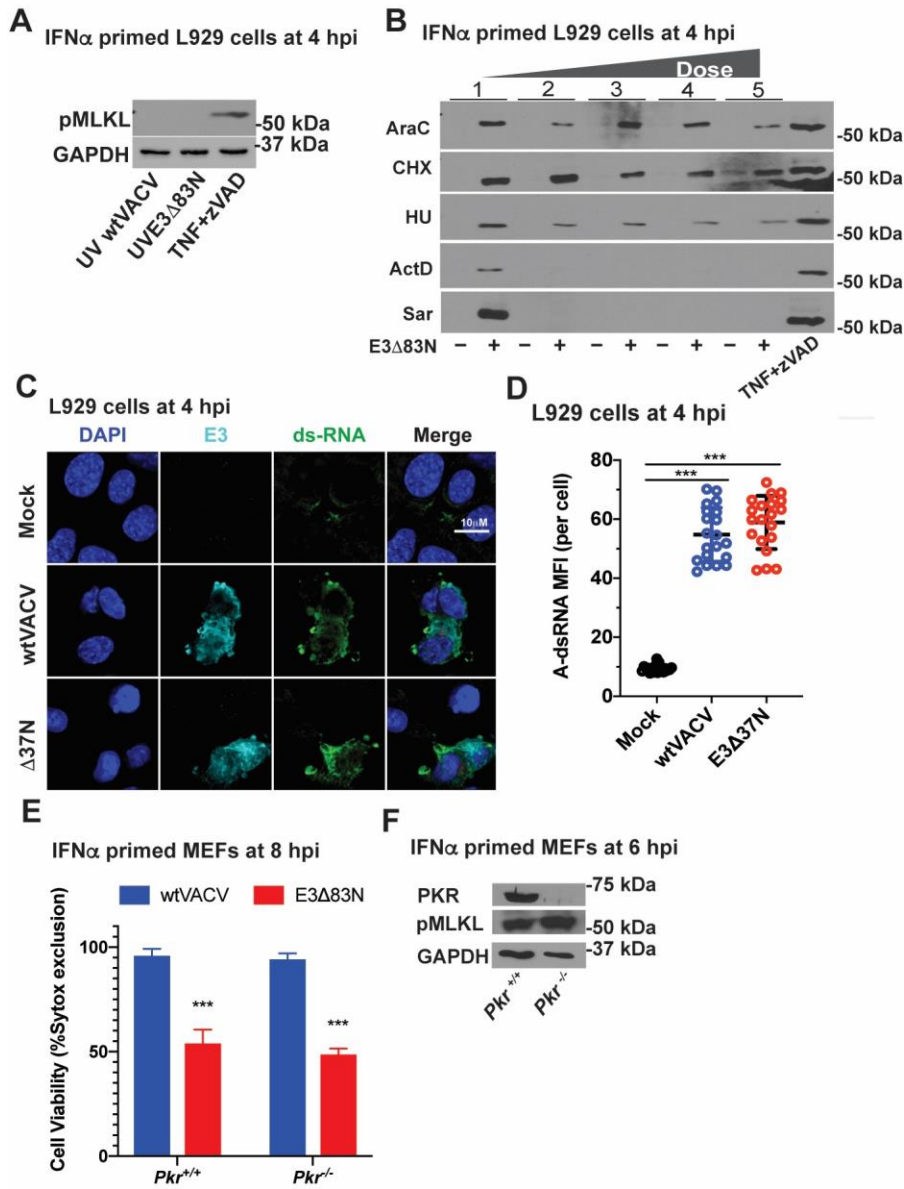 A
IFNα primed L929 cells at 4 hpi
pMLKL
-50 kDa
GAPDH
-37 kDa
UV wtVACV
UVE3Δ83N
TNF+zVAD
B
IFNα primed L929 cells at 4 hpi
Dose
1 2 3 4 5
AraC -50 kDa
CHX -50 kDa
HU -50 kDa
ActD -50 kDa
Sar -50 kDa
E3Δ83N − + − + − + − + − + TNF+zVAD
C
L929 cells at 4 hpi
DAPI E3 ds-RNA Merge
Mock
10µM
wtVACV
Δ37N
D
L929 cells at 4 hpi
***
***
A-dsRNA MFI (per cell)
80
60
40
20
0
Mock
wtVACV
E3Δ37N
E
IFNα primed MEFs at 8 hpi
wtVACV E3Δ83N
Cell Viability (%Sytox exclusion)
100
50
0
***
***
Pkr+/+ Pkr-/-
F
IFNα primed MEFs at 6 hpi
PKR -75 kDa
pMLKL -50 kDa
GAPDH -37 kDa
Pkr+/+
Pkr-/-